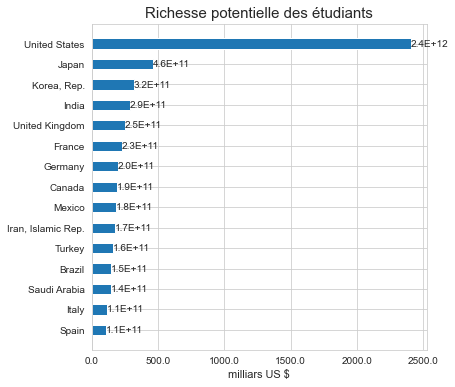 Richesse potentielle des étudiants
United States 2.4E+12
Japan 4.6E+11
Korea, Rep. 3.2E+11
India 2.9E+11
United Kingdom 2.5E+11
France 2.3E+11
Germany 2.0E+11
Canada 1.9E+11
Mexico 1.8E+11
Iran, Islamic Rep. 1.7E+11
Turkey 1.6E+11
Brazil 1.5E+11
Saudi Arabia 1.4E+11
Italy 1.1E+11
Spain 1.1E+11
0.0 500.0 1000.0 1500.0 2000.0 2500.0
milliars US $